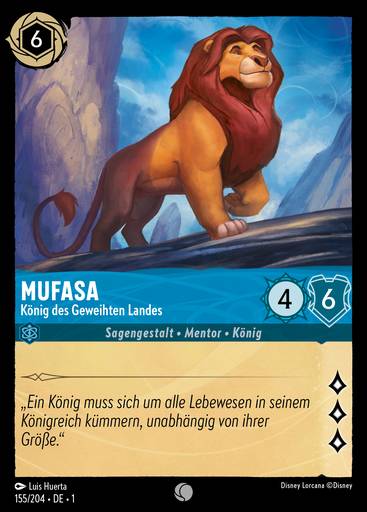 6
MUFASA
König des Geweihten Landes
4
6
Sagengestalt • Mentor • König
„Ein König muss sich um alle Lebewesen in seinem
Königreich kümmern, unabhängig von ihrer
Größe.“
Luis Huerta
Disney Lorcana ©Disney
155/204 • DE • 1